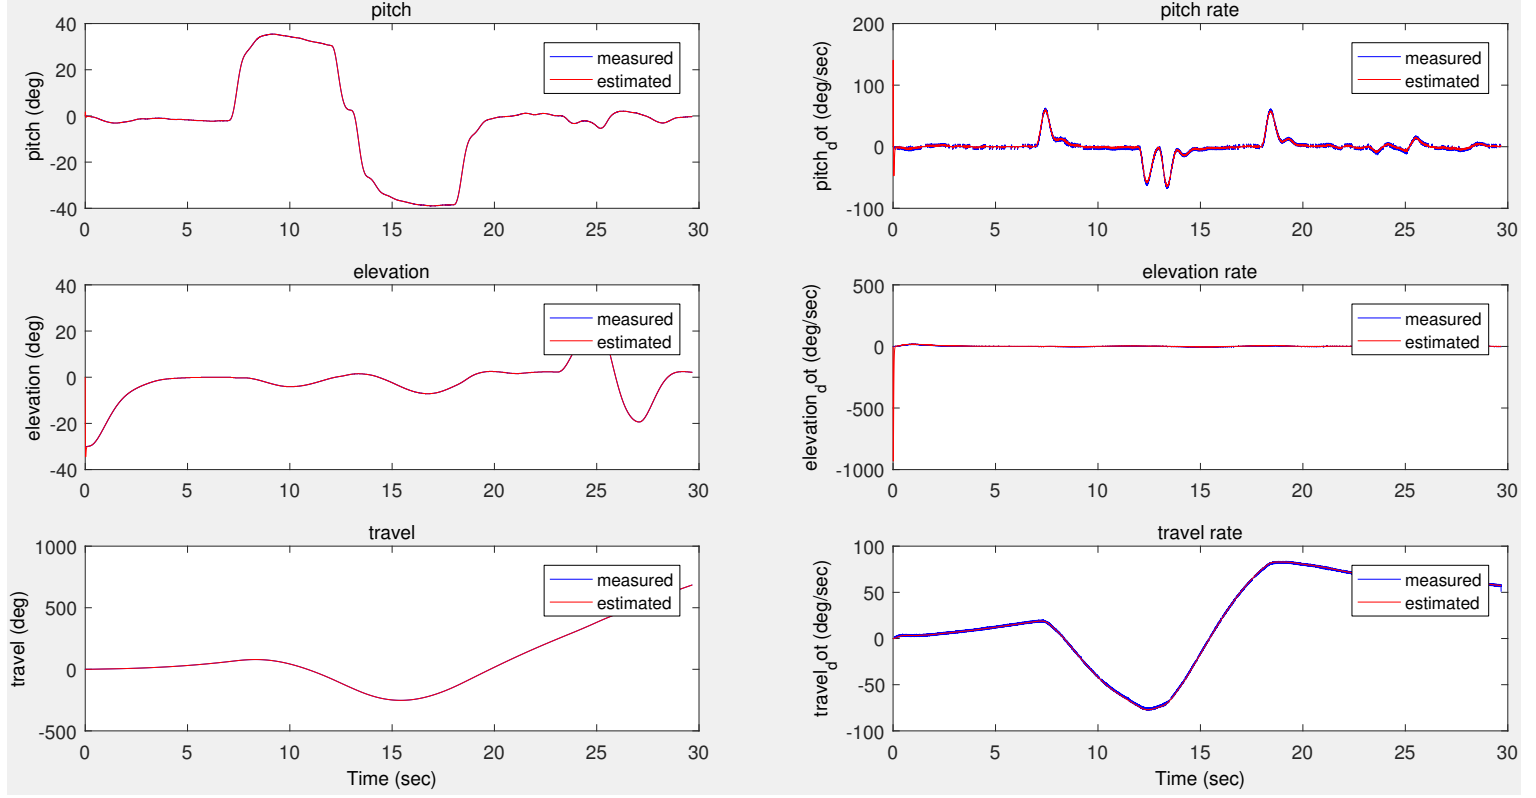 pitch
pitch (deg)
40
20
0
-20
-40
0
5
10
15
20
25
30
measured
estimated
pitch rate
pitch_dot (deg/sec)
200
100
0
-100
0
5
10
15
20
25
30
measured
estimated
elevation
elevation (deg)
40
20
0
-20
-40
0
5
10
15
20
25
30
measured
estimated
elevation rate
elevation_dot (deg/sec)
500
0
-500
-1000
0
5
10
15
20
25
30
measured
estimated
travel
travel (deg)
1000
500
0
-500
0
5
10
15
20
25
30
measured
estimated
Time (sec)
travel rate
travel_dot (deg/sec)
100
50
0
-50
-100
0
5
10
15
20
25
30
measured
estimated
Time (sec)